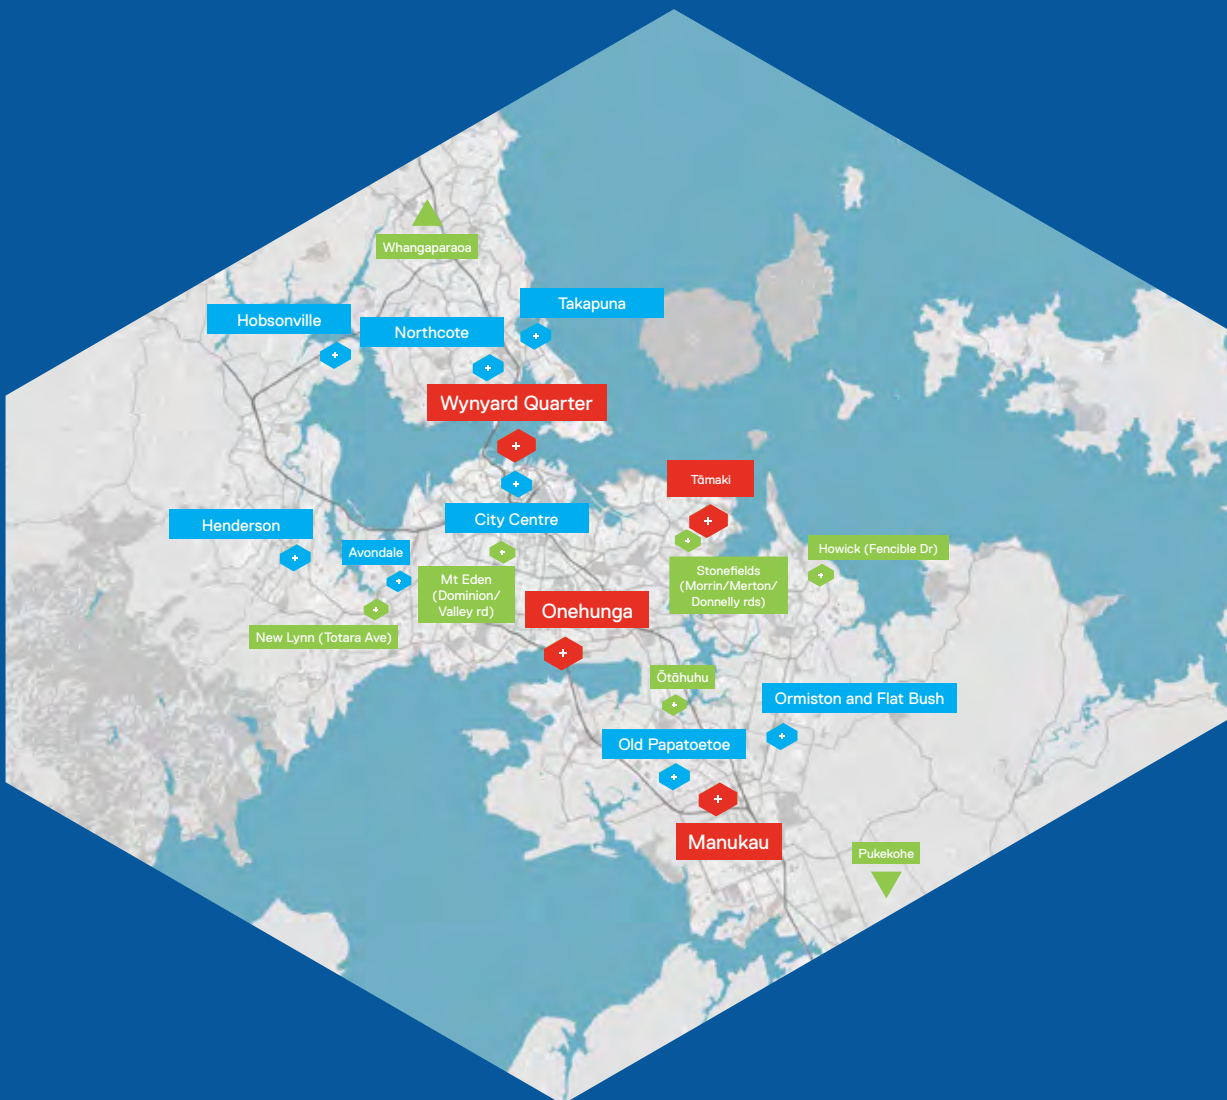 Whangaparaoa
Takapuna
Hobsonville
Northcote
Wynyard Quarter
Tāmaki
City Centre
Henderson
Avondale
Howick (Fencible Dr)
Mt Eden
(Dominion/
Valley rd)
Stonefields
(Morrin/Merton/
Donnelly rds)
Onehunga
New Lynn (Totara Ave)
Ōtāhuhu
Ormiston and Flat Bush
Old Papatoetoe
Manukau
Pukekohe